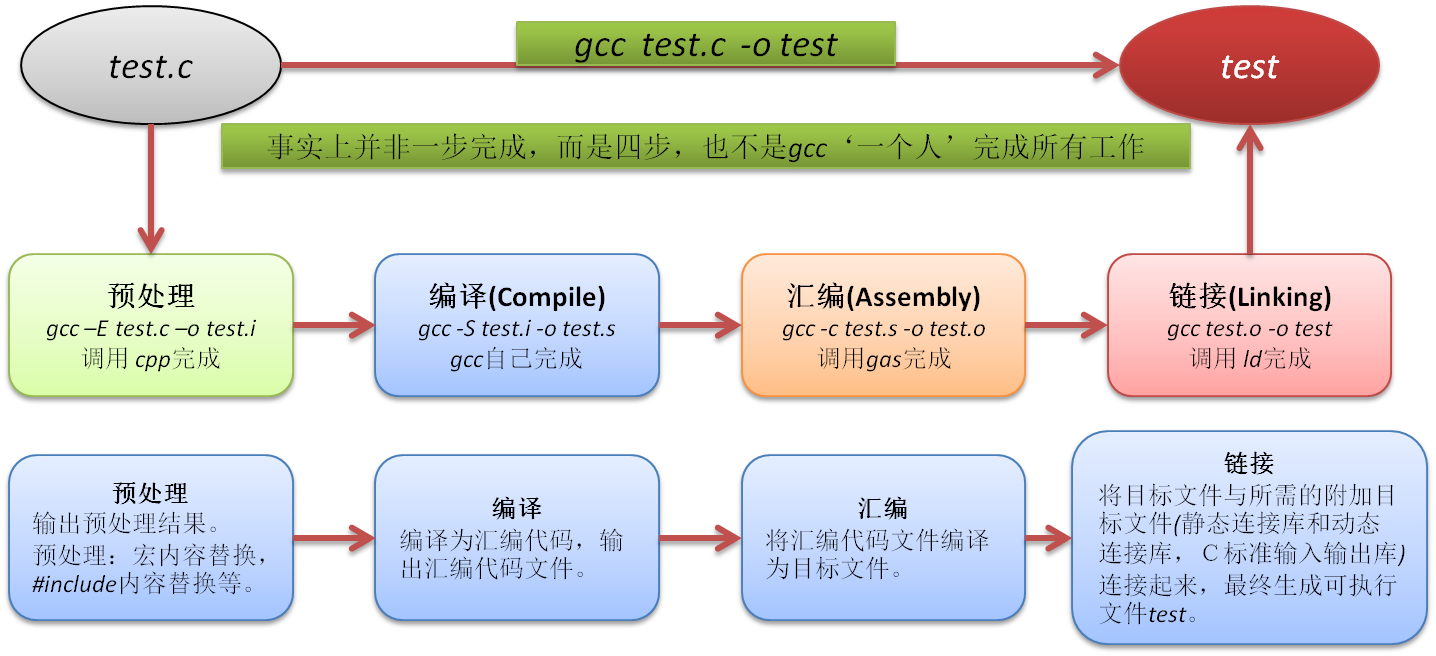 test.c
gcc test.c -o test
test
事实上并非一步完成，而是四步，也不是gcc‘一个人’完成所有工作
预处理
gcc –E test.c –o test.i
调用 cpp完成
编译(Compile)
gcc -S test.i -o test.s
gcc自己完成
汇编(Assembly)
gcc -c test.s -o test.o
调用gas完成
链接(Linking)
gcc test.o -o test
调用 ld完成
预处理
输出预处理结果。
预处理：宏内容替换，
#include内容替换等。
编译
编译为汇编代码，输
出汇编代码文件。
汇编
将汇编代码文件编译
为目标文件。
链接
将目标文件与所需的附加目
标文件(静态连接库和动态
连接库，Ｃ标准输入输出库)
连接起来，最终生成可执行
文件test。